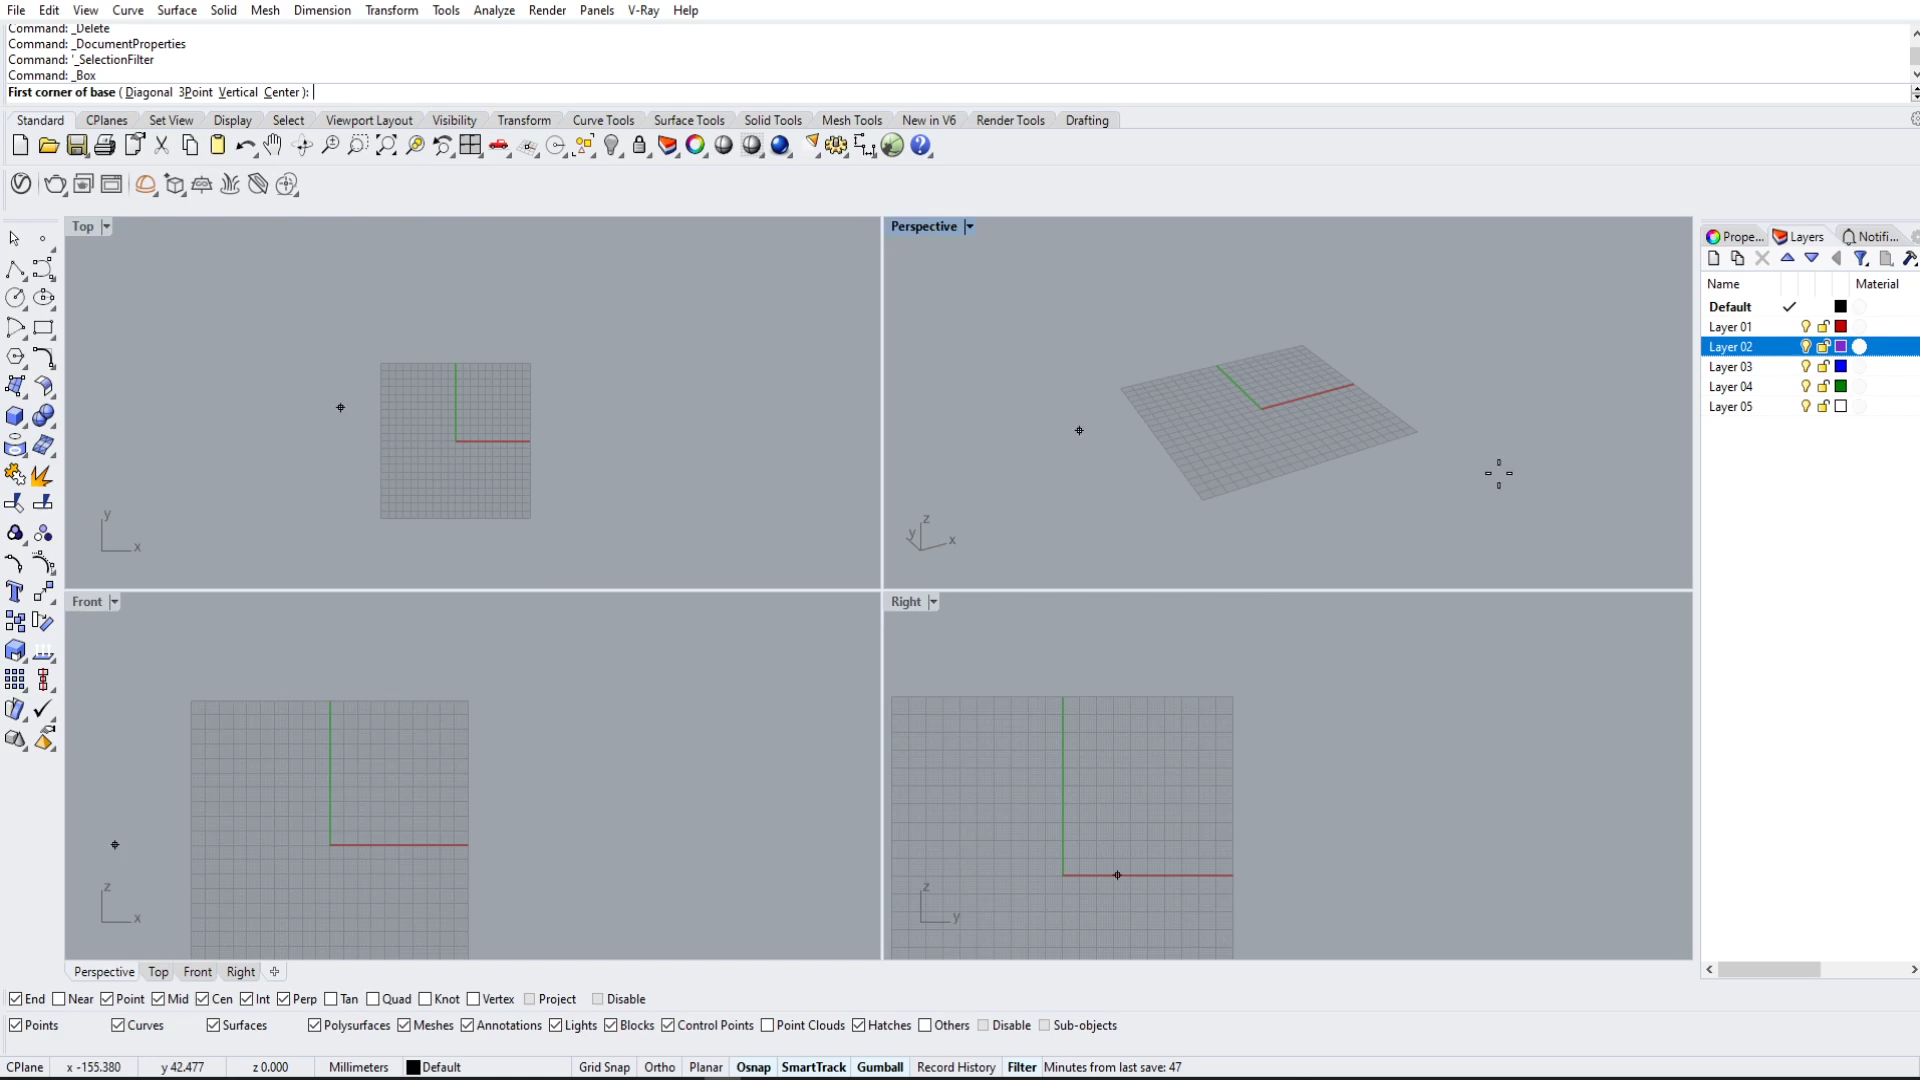 File Edit View Curve Surface Solid Mesh Dimension Transform Tools Analyze Render Panels V-Ray Help
Command: _Delete
Command: _DocumentProperties
Command: '_SelectionFilter
Command: _Box
First corner of base ( Diagonal 3Point Vertical Center ):
Standard CPlanes Set View Display Select Viewport Layout Visibility Transform Curve Tools Surface Tools Solid Tools Mesh Tools New in V6 Render Tools Drafting
Top
Perspective
Prope... Layers Notifi...
Name Material
Default
Layer 01
Layer 02
Layer 03
Layer 04
Layer 05
y
x
z
y
x
Front
Right
z
x
z
y
Perspective Top Front Right
End Near Point Mid Cen Int Perp Tan Quad Knot Vertex Project Disable
Points Curves Surfaces Polysurfaces Meshes Annotations Lights Blocks Control Points Point Clouds Hatches Others Disable Sub-objects
CPlane x -155.380 y 42.477 z 0.000 Millimeters Default Grid Snap Ortho Planar Osnap SmartTrack Gumball Record History Filter Minutes from last save: 47